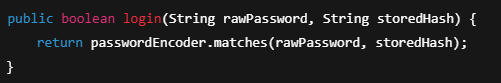 public boolean login(String rawPassword, String storedHash) {
    return passwordEncoder.matches(rawPassword, storedHash);
}